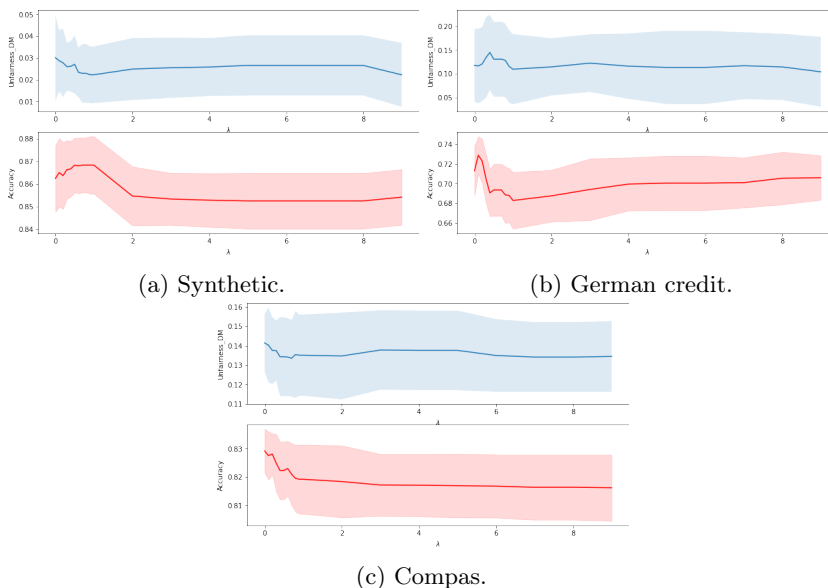 0.05
0.04
0.03
0.02
0.01
Unfairness_DM
0 2 4 6 8
λ
0.88
0.87
0.86
0.85
0.84
Accuracy
0 2 4 6 8
λ
(a) Synthetic.
0.20
0.15
0.10
0.05
Unfairness_DM
0 2 4 6 8
λ
0.74
0.72
0.70
0.68
0.66
Accuracy
0 2 4 6 8
λ
(b) German credit.
0.16
0.15
0.14
0.13
0.12
0.11
Unfairness_DM
0 2 4 6 8
λ
0.83
0.82
0.81
Accuracy
0 2 4 6 8
λ
(c) Compas.